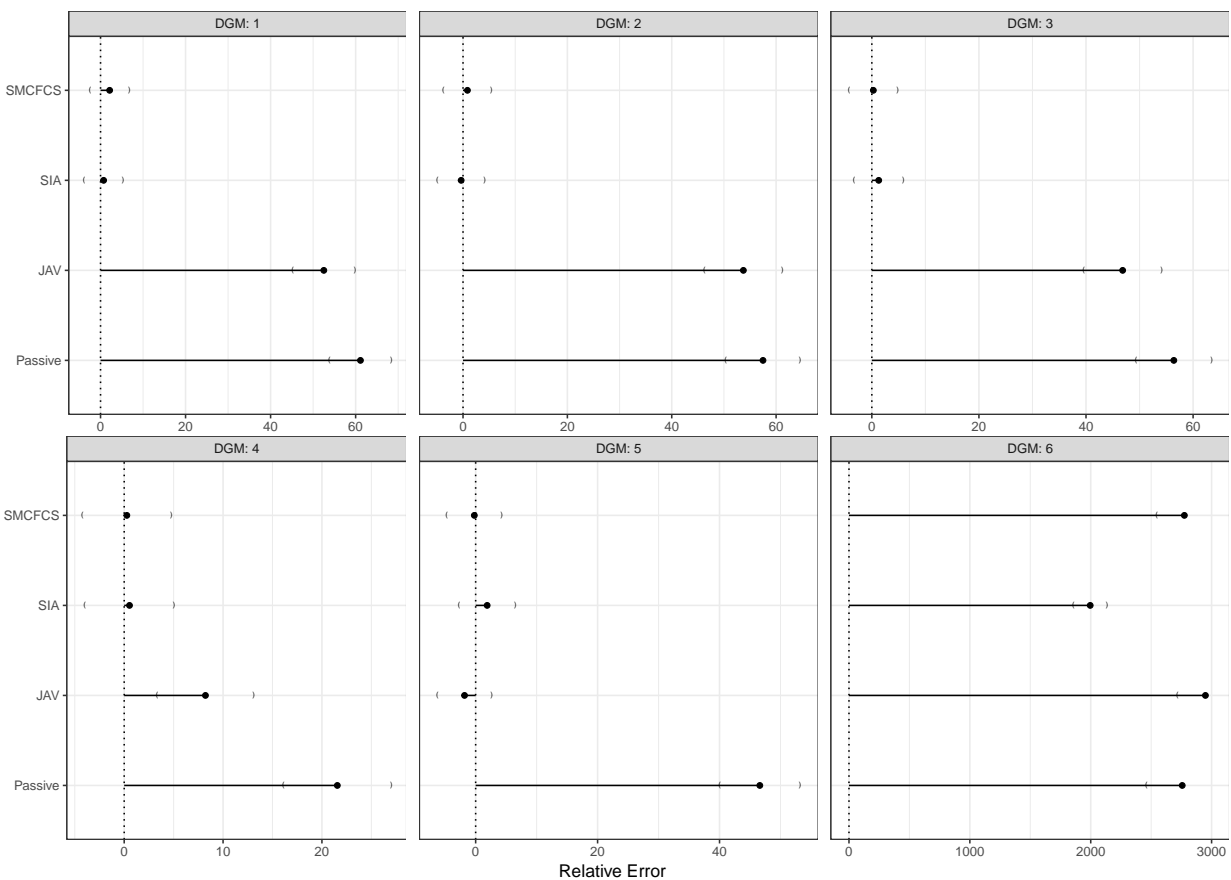 DGM: 1
DGM: 2
DGM: 3
SMCFCS
SIA
JAV
Passive
0 20 40 60
0 20 40 60
0 20 40 60
DGM: 4
DGM: 5
DGM: 6
SMCFCS
SIA
JAV
Passive
0 10 20
0 20 40
0 1000 2000 3000
Relative Error